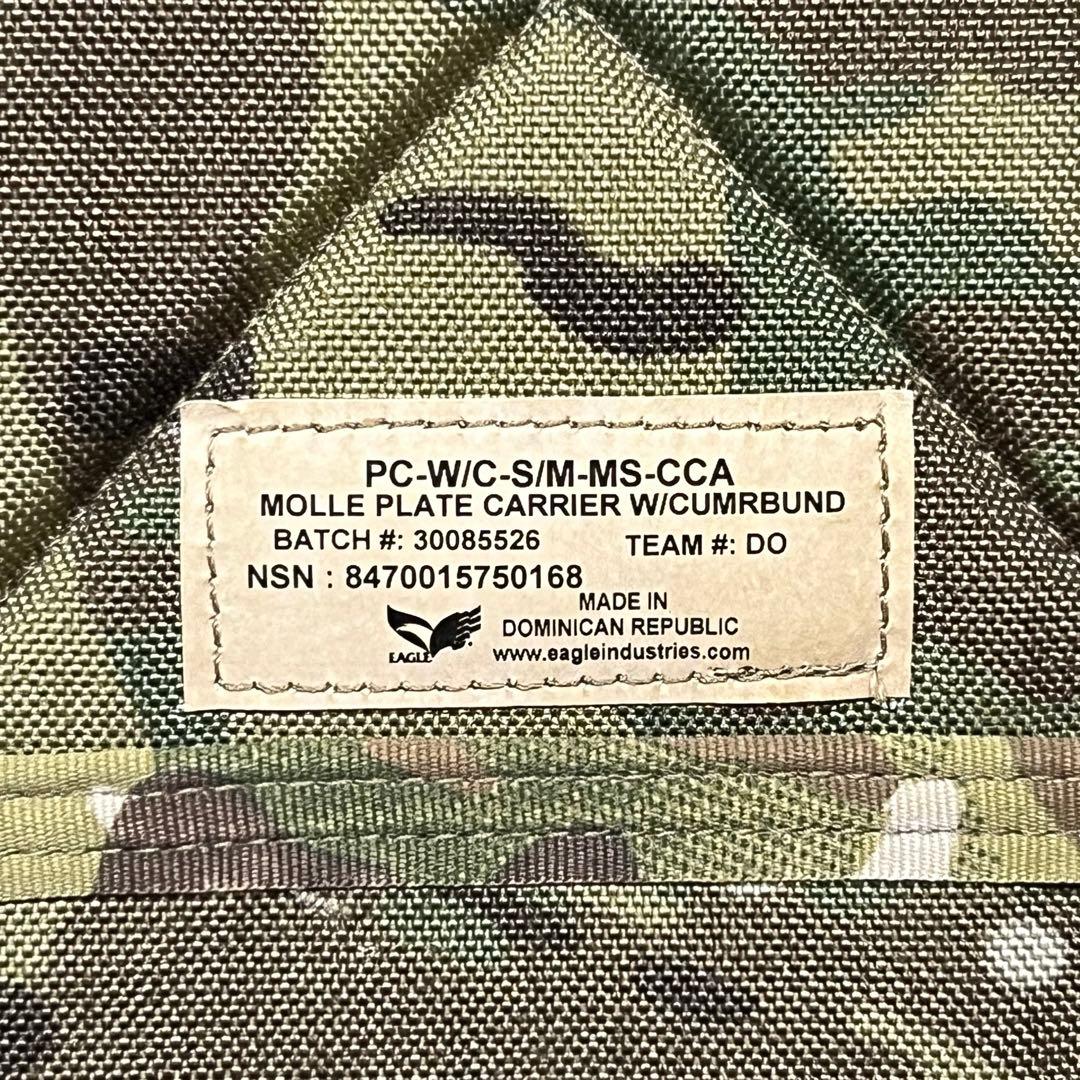 PC-W/C-S/M-MS-CCA
MOLLE PLATE CARRIER W/CUMRBUND
BATCH #: 30085526 TEAM #: DO
NSN : 8470015750168
MADE IN
DOMINICAN REPUBLIC
EAGLE www.eagleindustries.com